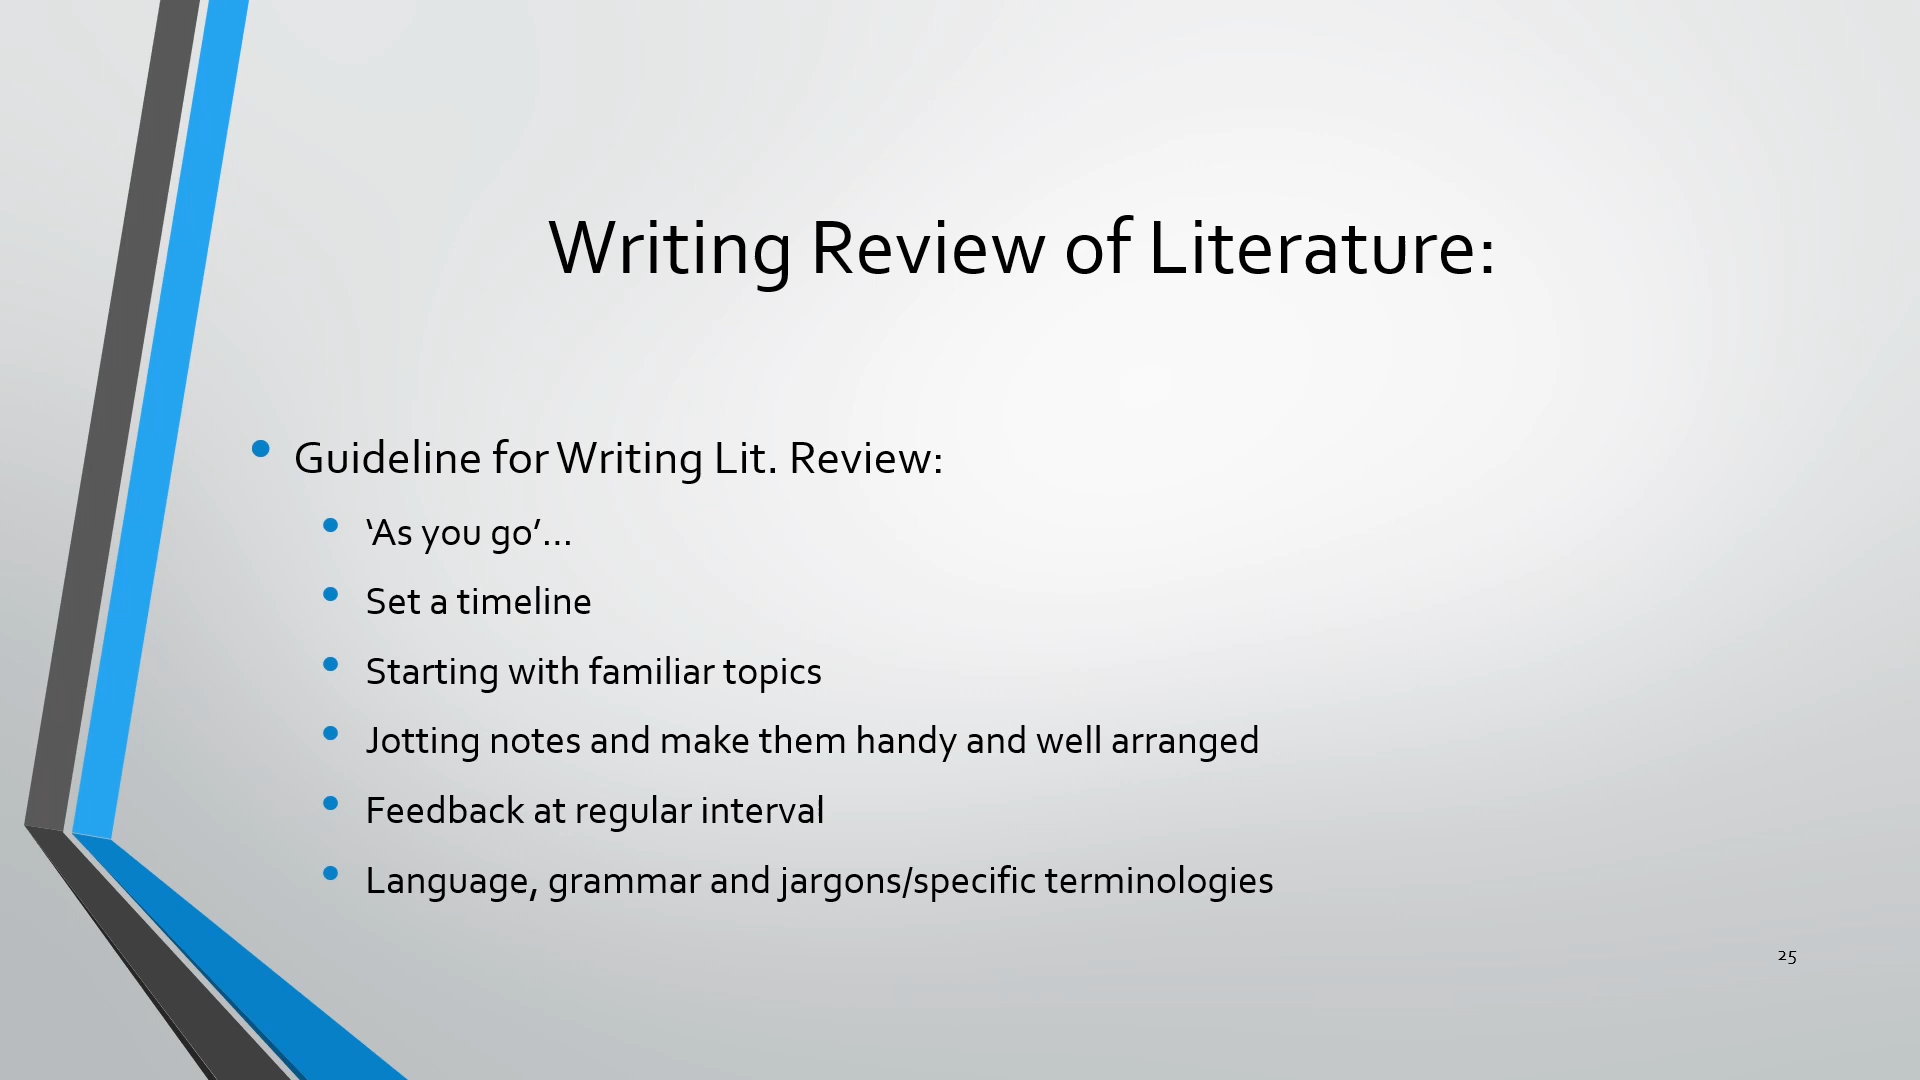 Writing Review of Literature:
• Guideline for Writing Lit. Review:
• ‘As you go’…
• Set a timeline
• Starting with familiar topics
• Jotting notes and make them handy and well arranged
• Feedback at regular interval
• Language, grammar and jargons/specific terminologies
25